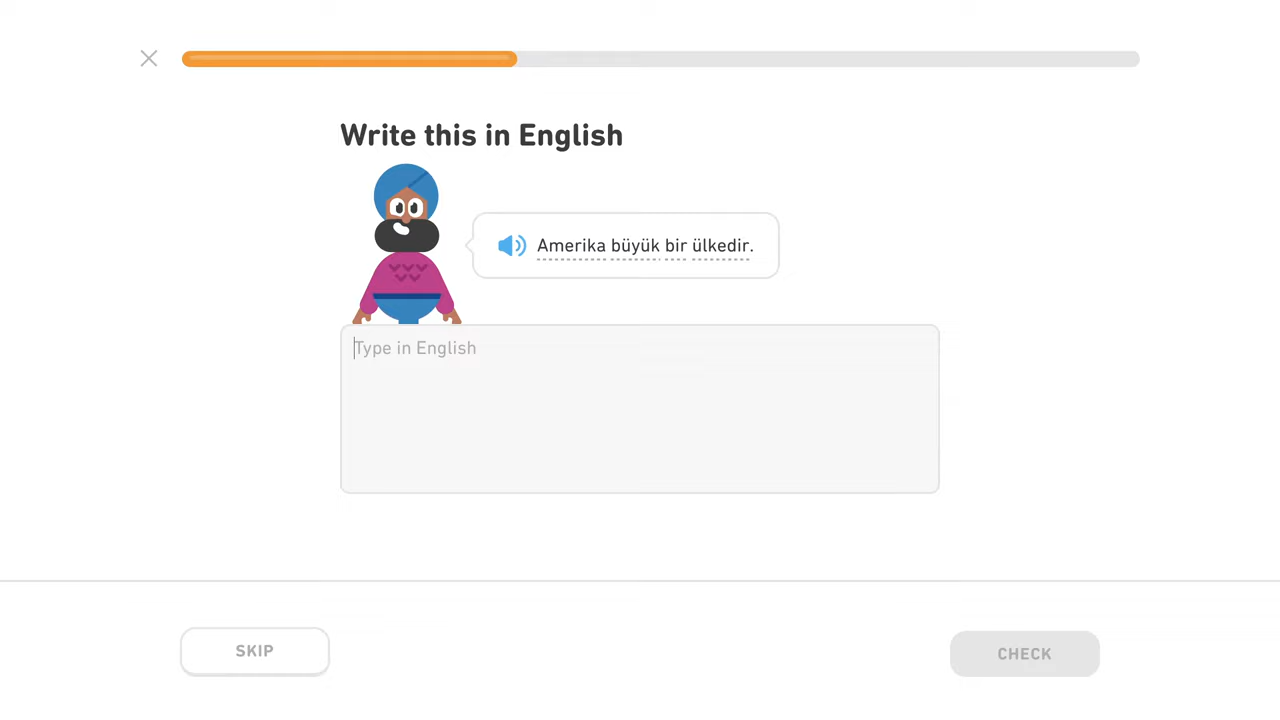 Write this in English
Amerika büyük bir ülkedir.
Type in English
SKIP
CHECK